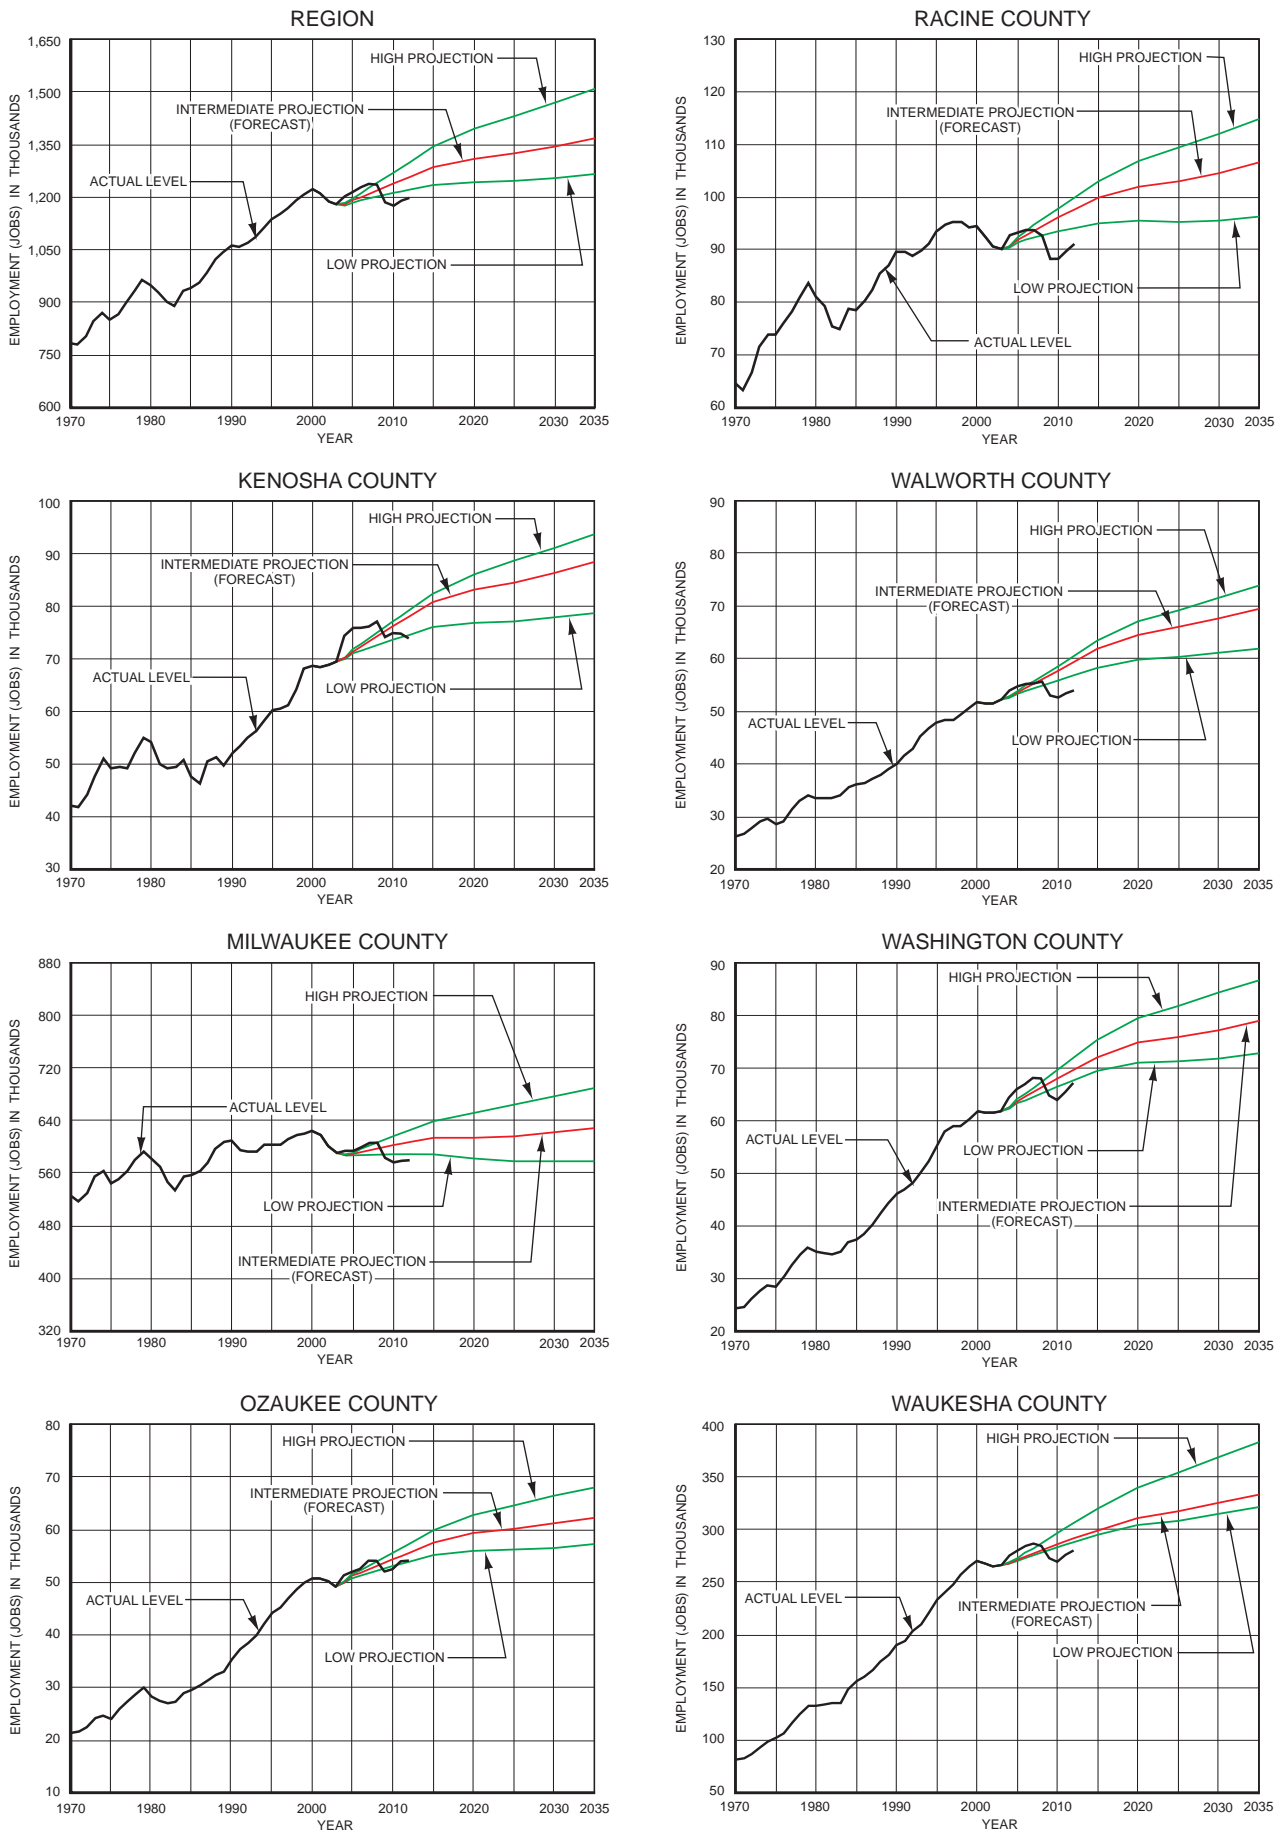 REGION
EMPLOYMENT (JOBS) IN THOUSANDS
1,650
1,500
1,350
1,200
1,050
900
750
600
HIGH PROJECTION
INTERMEDIATE PROJECTION
(FORECAST)
ACTUAL LEVEL
LOW PROJECTION
1970 1980 1990 2000 2010 2020 2030 2035
YEAR
RACINE COUNTY
EMPLOYMENT (JOBS) IN THOUSANDS
130
120
110
100
90
80
70
60
HIGH PROJECTION
INTERMEDIATE PROJECTION
(FORECAST)
LOW PROJECTION
ACTUAL LEVEL
1970 1980 1990 2000 2010 2020 2030 2035
YEAR
KENOSHA COUNTY
EMPLOYMENT (JOBS) IN THOUSANDS
100
90
80
70
60
50
40
30
HIGH PROJECTION
INTERMEDIATE PROJECTION
(FORECAST)
ACTUAL LEVEL
LOW PROJECTION
1970 1980 1990 2000 2010 2020 2030 2035
YEAR
WALWORTH COUNTY
EMPLOYMENT (JOBS) IN THOUSANDS
90
80
70
60
50
40
30
20
HIGH PROJECTION
INTERMEDIATE PROJECTION
(FORECAST)
ACTUAL LEVEL
LOW PROJECTION
1970 1980 1990 2000 2010 2020 2030 2035
YEAR
MILWAUKEE COUNTY
EMPLOYMENT (JOBS) IN THOUSANDS
880
800
720
640
560
480
400
320
HIGH PROJECTION
ACTUAL LEVEL
LOW PROJECTION
INTERMEDIATE PROJECTION
(FORECAST)
1970 1980 1990 2000 2010 2020 2030 2035
YEAR
WASHINGTON COUNTY
EMPLOYMENT (JOBS) IN THOUSANDS
90
80
70
60
50
40
30
20
HIGH PROJECTION
ACTUAL LEVEL
LOW PROJECTION
INTERMEDIATE PROJECTION
(FORECAST)
1970 1980 1990 2000 2010 2020 2030 2035
YEAR
OZAUKEE COUNTY
EMPLOYMENT (JOBS) IN THOUSANDS
80
70
60
50
40
30
20
10
HIGH PROJECTION
INTERMEDIATE PROJECTION
(FORECAST)
ACTUAL LEVEL
LOW PROJECTION
1970 1980 1990 2000 2010 2020 2030 2035
YEAR
WAUKESHA COUNTY
EMPLOYMENT (JOBS) IN THOUSANDS
400
350
300
250
200
150
100
50
HIGH PROJECTION
ACTUAL LEVEL
INTERMEDIATE PROJECTION
(FORECAST)
LOW PROJECTION
1970 1980 1990 2000 2010 2020 2030 2035
YEAR